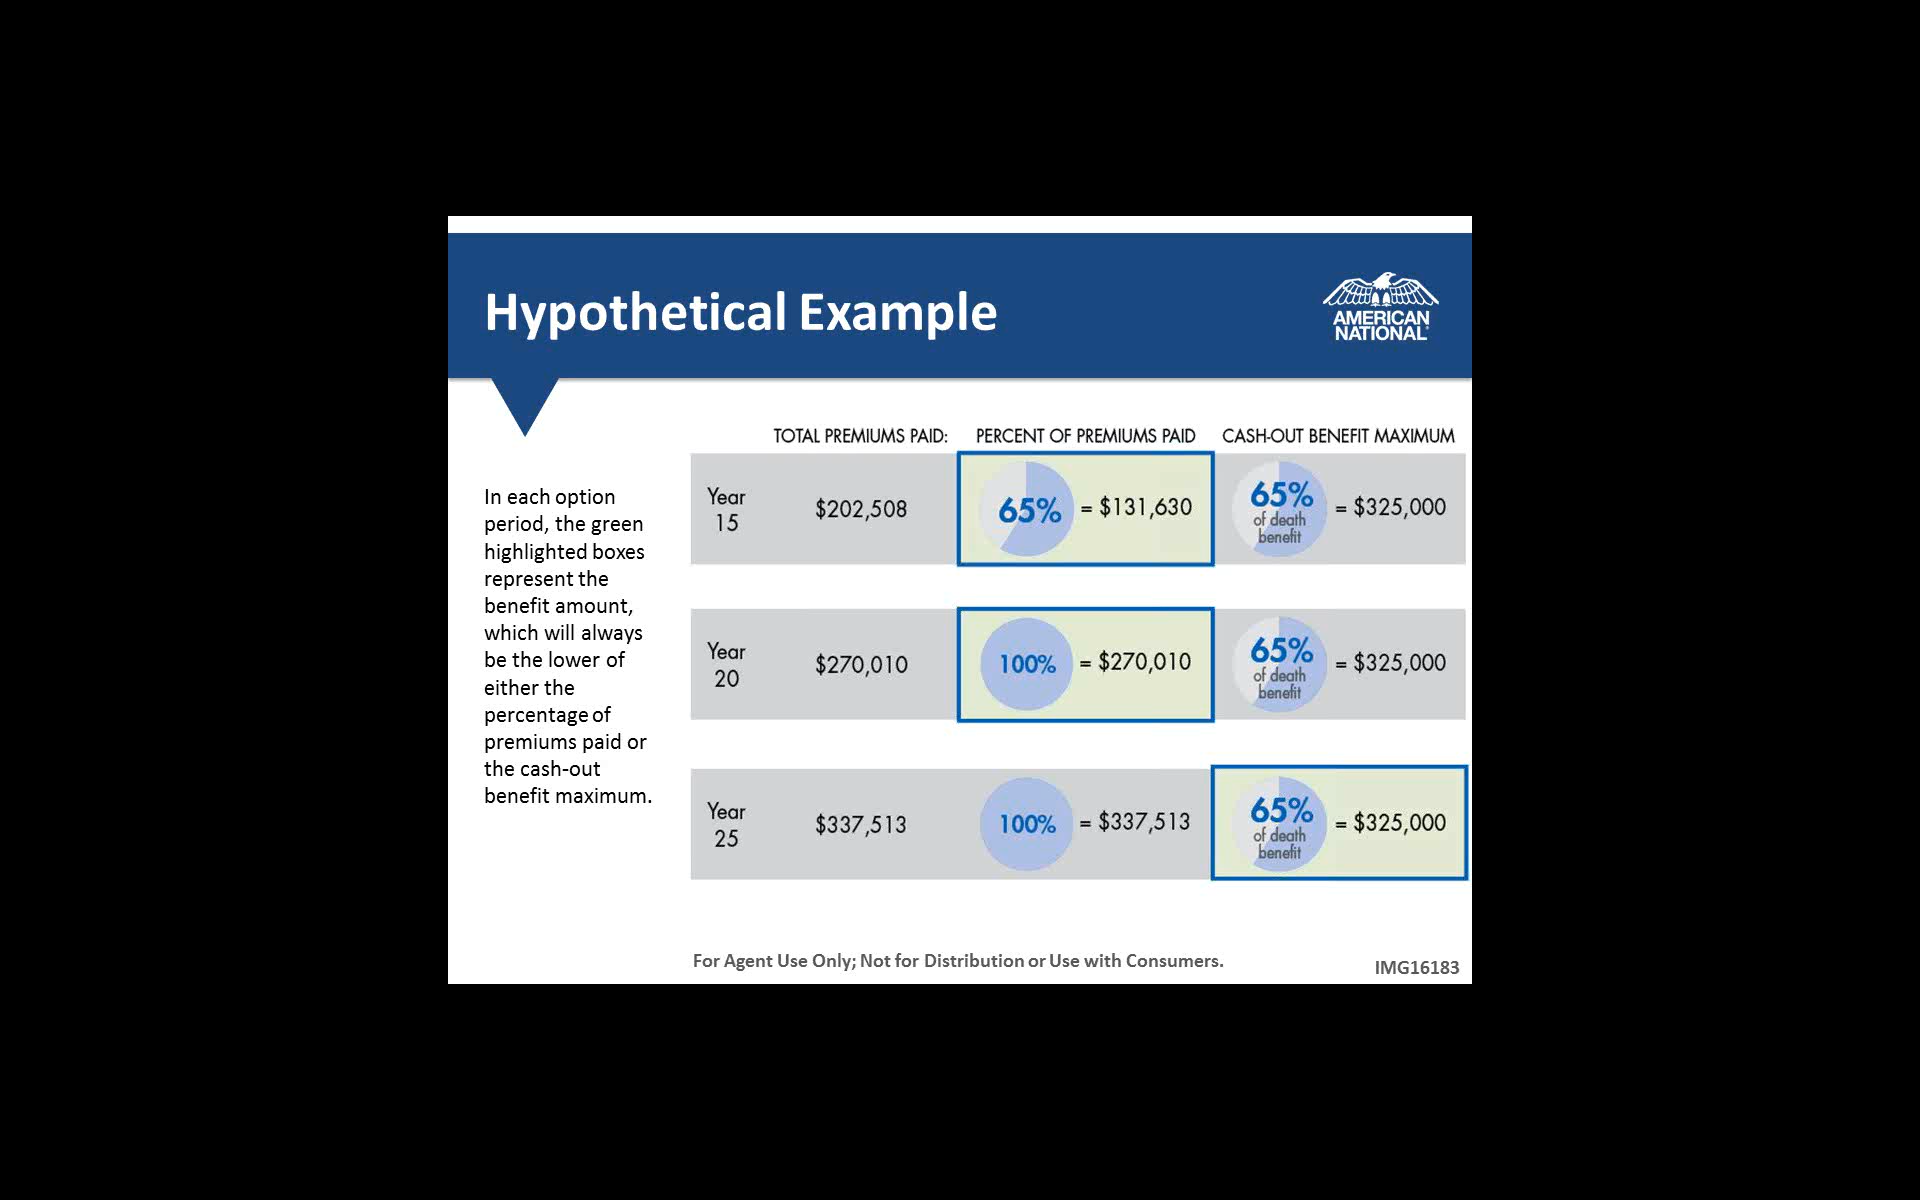 Hypothetical Example
AMERICAN
NATIONAL
In each option
period, the green
highlighted boxes
represent the
benefit amount,
which will always
be the lower of
either the
percentage of
premiums paid or
the cash-out
benefit maximum.
TOTAL PREMIUMS PAID: PERCENT OF PREMIUMS PAID CASH-OUT BENEFIT MAXIMUM
Year
15
$202,508
65% = $131,630
65%
of death
benefit
= $325,000
Year
20
$270,010
100% = $270,010
65%
of death
benefit
= $325,000
Year
25
$337,513
100% = $337,513
65%
of death
benefit
= $325,000
For Agent Use Only; Not for Distribution or Use with Consumers.
IMG16183